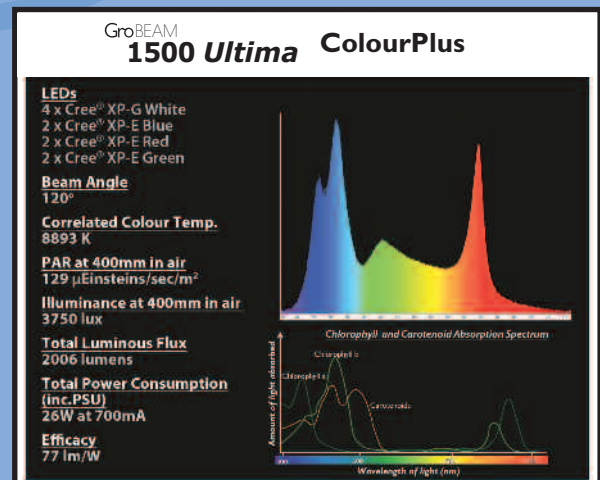 GroBEAM
1500 Ultima ColourPlus
LEDs
4 x Cree® XP-G White
2 x Cree® XP-E Blue
2 x Cree® XP-E Red
2 x Cree® XP-E Green
Beam Angle
120°
Correlated Colour Temp.
8893 K
PAR at 400mm in air
129 µEinsteins/sec/m²
Illuminance at 400mm in air
3750 lux
Total Luminous Flux
2006 lumens
Total Power Consumption
(inc.PSU)
26W at 700mA
Efficacy
77 lm/W
Chlorophyll and Carotenoid Absorption Spectrum
Amount of light absorbed
Chlorophyll b
Chlorophyll a
Carotenoids
Wavelength of light (nm)